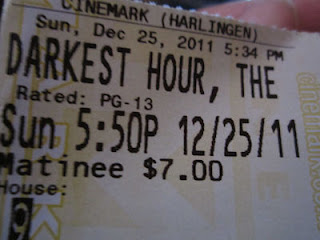 CINEMARK (HARLINGEN)
Sun, Dec 25, 2011 5:34 PM
DARKEST HOUR, THE
Rated: PG-13
Sun 5:50P 12/25/11
Matinee $7.00
House:
9